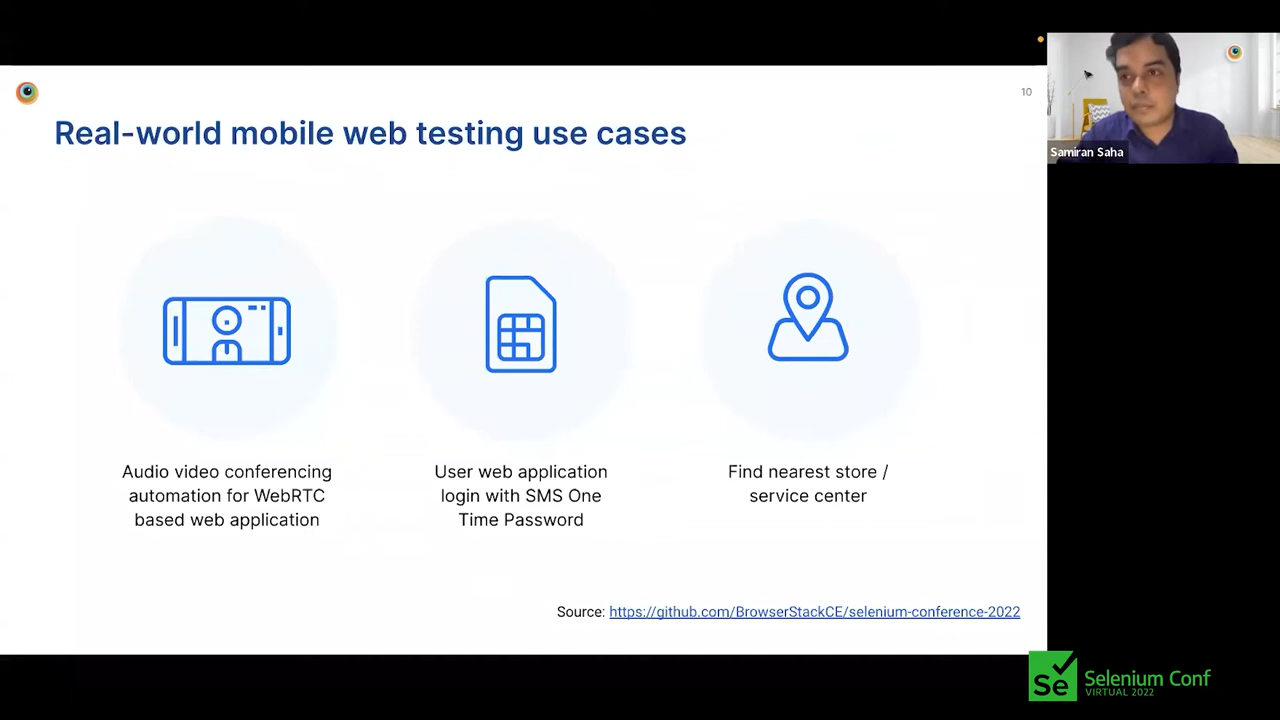 10
Real-world mobile web testing use cases
Samiran Saha
Audio video conferencing
automation for WebRTC
based web application
User web application
login with SMS One
Time Password
Find nearest store /
service center
Source: https://github.com/BrowserStackCE/selenium-conference-2022
Se
Selenium Conf
VIRTUAL 2022